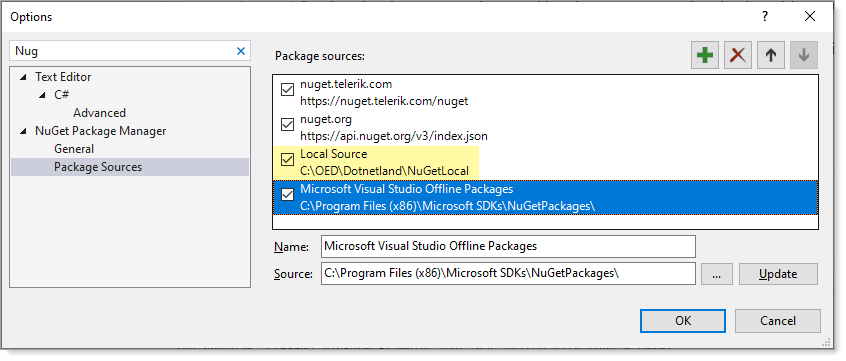 Options
?
Nug
Text Editor
C#
Advanced
NuGet Package Manager
General
Package Sources
Package sources:
nuget.telerik.com
https://nuget.telerik.com/nuget
nuget.org
https://api.nuget.org/v3/index.json
Local Source
C:\OED\Dotnetland\NuGetLocal
Microsoft Visual Studio Offline Packages
C:\Program Files (x86)\Microsoft SDKs\NuGetPackages\
Name: Microsoft Visual Studio Offline Packages
Source: C:\Program Files (x86)\Microsoft SDKs\NuGetPackages\ ... Update
OK Cancel